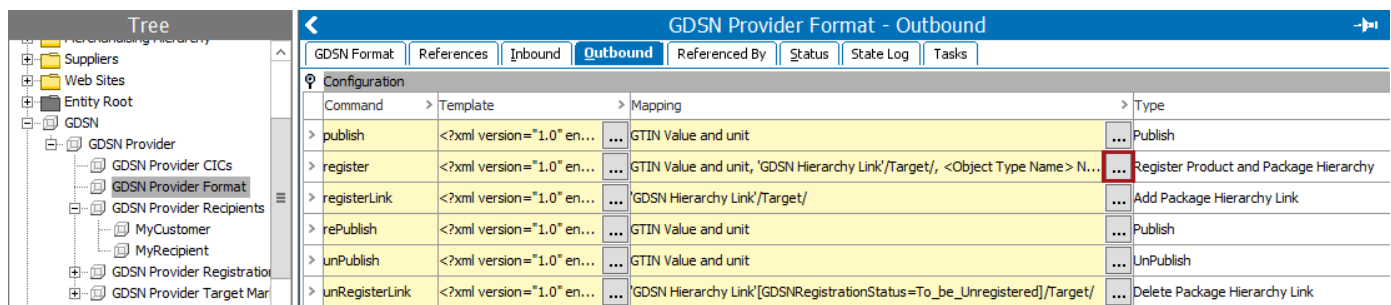 Tree
Merchandising Hierarchy
Suppliers
Web Sites
Entity Root
GDSN
GDSN Provider
GDSN Provider CICs
GDSN Provider Format
GDSN Provider Recipients
MyCustomer
MyRecipient
GDSN Provider Registration
GDSN Provider Target Mar
GDSN Provider Format - Outbound
GDSN Format References Inbound Outbound Referenced By Status State Log Tasks
Configuration
Command > Template > Mapping > Type
> publish <?xml version="1.0" en... ... GTIN Value and unit ... Publish
> register <?xml version="1.0" en... ... GTIN Value and unit, 'GDSN Hierarchy Link'/Target/, <Object Type Name> N... ... Register Product and Package Hierarchy
> registerLink <?xml version="1.0" en... ... 'GDSN Hierarchy Link'/Target/ ... Add Package Hierarchy Link
> rePublish <?xml version="1.0" en... ... GTIN Value and unit ... Publish
> unPublish <?xml version="1.0" en... ... GTIN Value and unit ... UnPublish
> unRegisterLink <?xml version="1.0" en... ... 'GDSN Hierarchy Link'[GDSNRegistrationStatus=To_be_Unregistered]/Target/ ... Delete Package Hierarchy Link